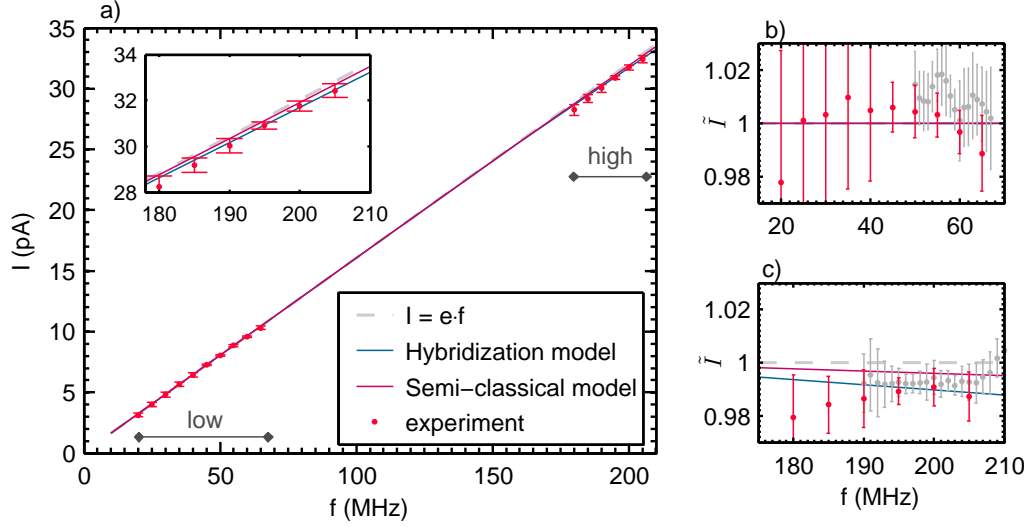 a)
35
30
25
20
15
10
5
0
I (pA)
0
50
100
150
200
f (MHz)
34
32
30
28
180
190
200
210
high
low
I = e·f
Hybridization model
Semi−classical model
experiment
b)
1.02
1
0.98
Ĩ
20
40
60
c)
1.02
1
0.98
Ĩ
180
190
200
210
f (MHz)